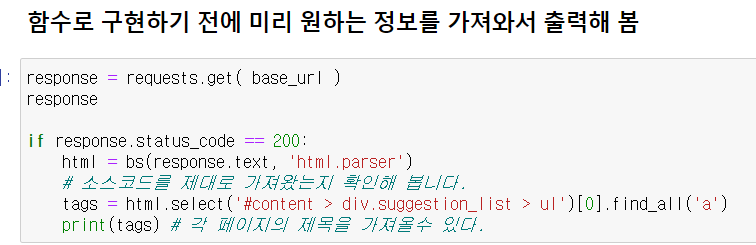 함수로 구현하기 전에 미리 원하는 정보를 가져와서 출력해 봄
]:
response = requests.get( base_url )
response
if response.status_code == 200:
html = bs(response.text, 'html.parser')
# 소스코드를 제대로 가져왔는지 확인해 봅니다.
tags = html.select('#content > div.suggestion_list > ul')[0].find_all('a')
print(tags) # 각 페이지의 제목을 가져올수 있다.